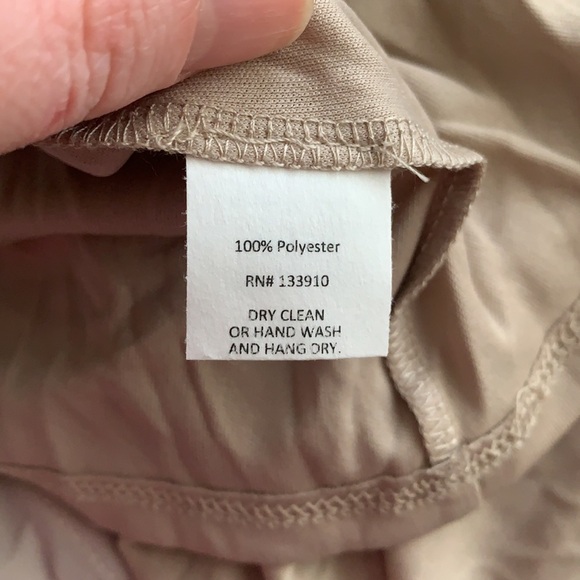 100% Polyester
RN# 133910
DRY CLEAN
OR HAND WASH
AND HANG DRY.